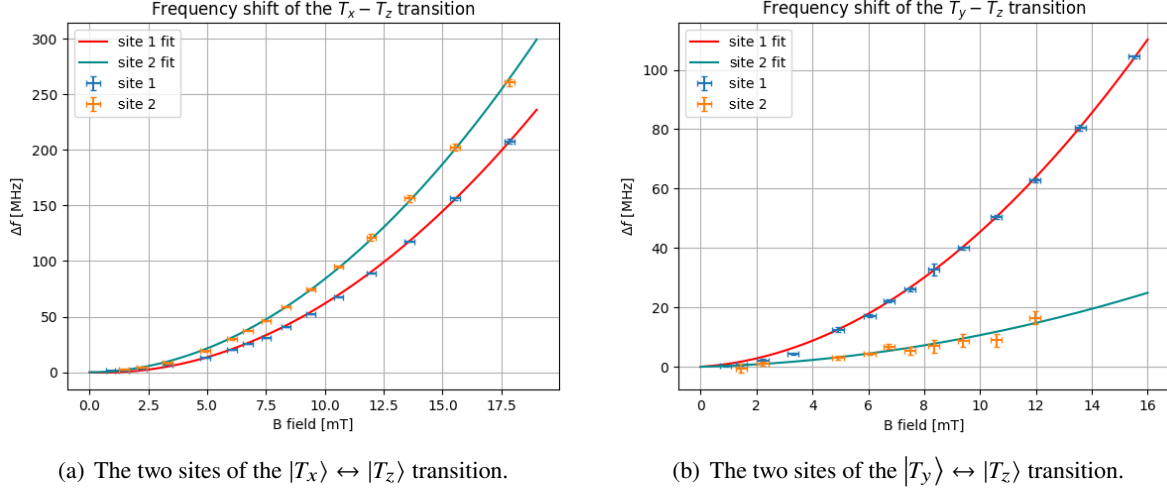 Frequency shift of the Tₓ − T_z transition
site 1 fit
site 2 fit
site 1
site 2
300
250
200
150
100
50
0
Δf [MHz]
0.0 2.5 5.0 7.5 10.0 12.5 15.0 17.5
B field [mT]
(a) The two sites of the |Tₓ⟩ ↔ |T_z⟩ transition.
Frequency shift of the T_y − T_z transition
site 1 fit
site 2 fit
site 1
site 2
100
80
60
40
20
0
Δf [MHz]
0 2 4 6 8 10 12 14 16
B field [mT]
(b) The two sites of the |T_y⟩ ↔ |T_z⟩ transition.